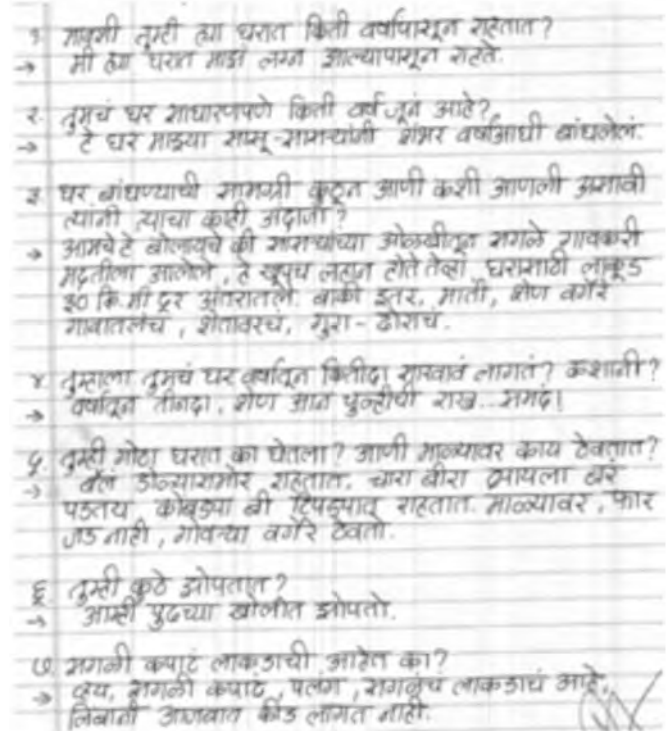 १. मावशी तुम्ही ह्या घरात किती वर्षांपासून राहतात?
→ मी ह्या घरात माझं लग्न झाल्यापासून राहते.
२. तुमचं घर साधारणपणे किती वर्ष जूनं आहे?
→ हे घर माझ्या सासू-सासऱ्यांनी शंभर वर्षांआधी बांधलेलं.
३. घर बांधण्याची सामग्री कुठून आणी कशी आणली असावी
त्यांनी त्याचा काही अंदाज?
→ आमचे हे बोलायचे की सासऱ्यांच्या ओळखीतून सगळे गावकरी
मदतीला आलेले, हे खूपच लहान होते तेव्हा. घरासाठी लाकूड
३० कि.मी दूर अंतरातले. बाकी इतर, माती, शेण वगैरे
गावातलंच, शेतावरचं, गुरा-ढोराचं.
४. तुम्हाला तुमचं घर वर्षातून कितीदा सारवावं लागतं? कशानी?
→ वर्षातून तीनदा, शेण आन चुल्हीची राख... समदं।
५. तुम्ही गोठा घरात का घेतला? आणी माळ्यावर काय ठेवतात?
→ बैल डोळ्यासमोर राहतात. चारा बीरा द्यायला बरं
पडतय, कोंबड्या बी टिपड्यात राहतात. माळ्यावर, फार
जड नाही, गोवऱ्या वगैरे ठेवतो.
६. तुम्ही कुठे झोपतात?
→ आम्ही पुढच्या खोलीत झोपतो.
७. सगळी कपाटं लाकडाची आहेत का?
→ व्हय, सगळी कपाटं, पलंग, सगळंच लाकडाचं आहे,
लिंबानी आजबात कीड लागत नाही.